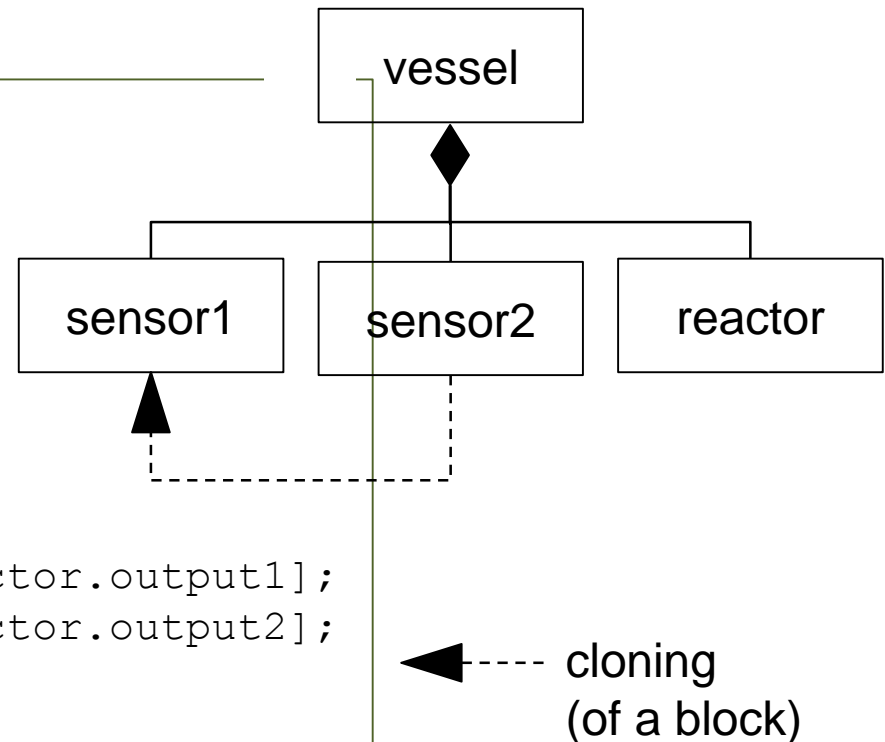 vessel
sensor1
sensor2
reactor
ctor.output1];
ctor.output2];
cloning
(of a block)